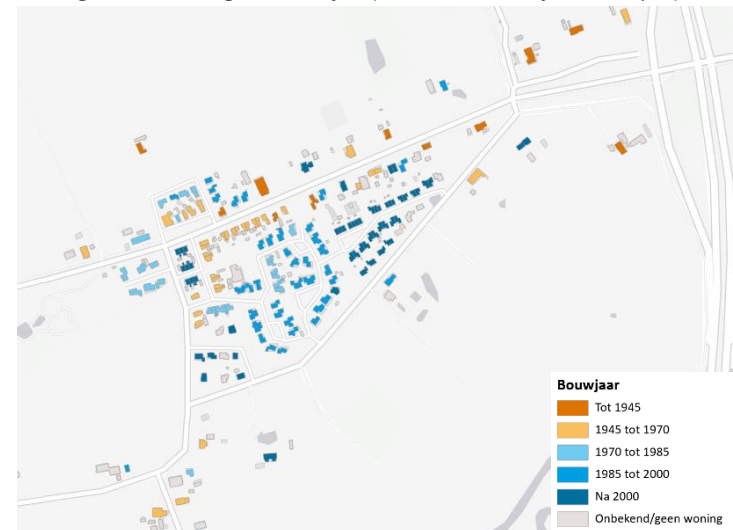 Bouwjaar
Tot 1945
1945 tot 1970
1970 tot 1985
1985 tot 2000
Na 2000
Onbekend/geen woning